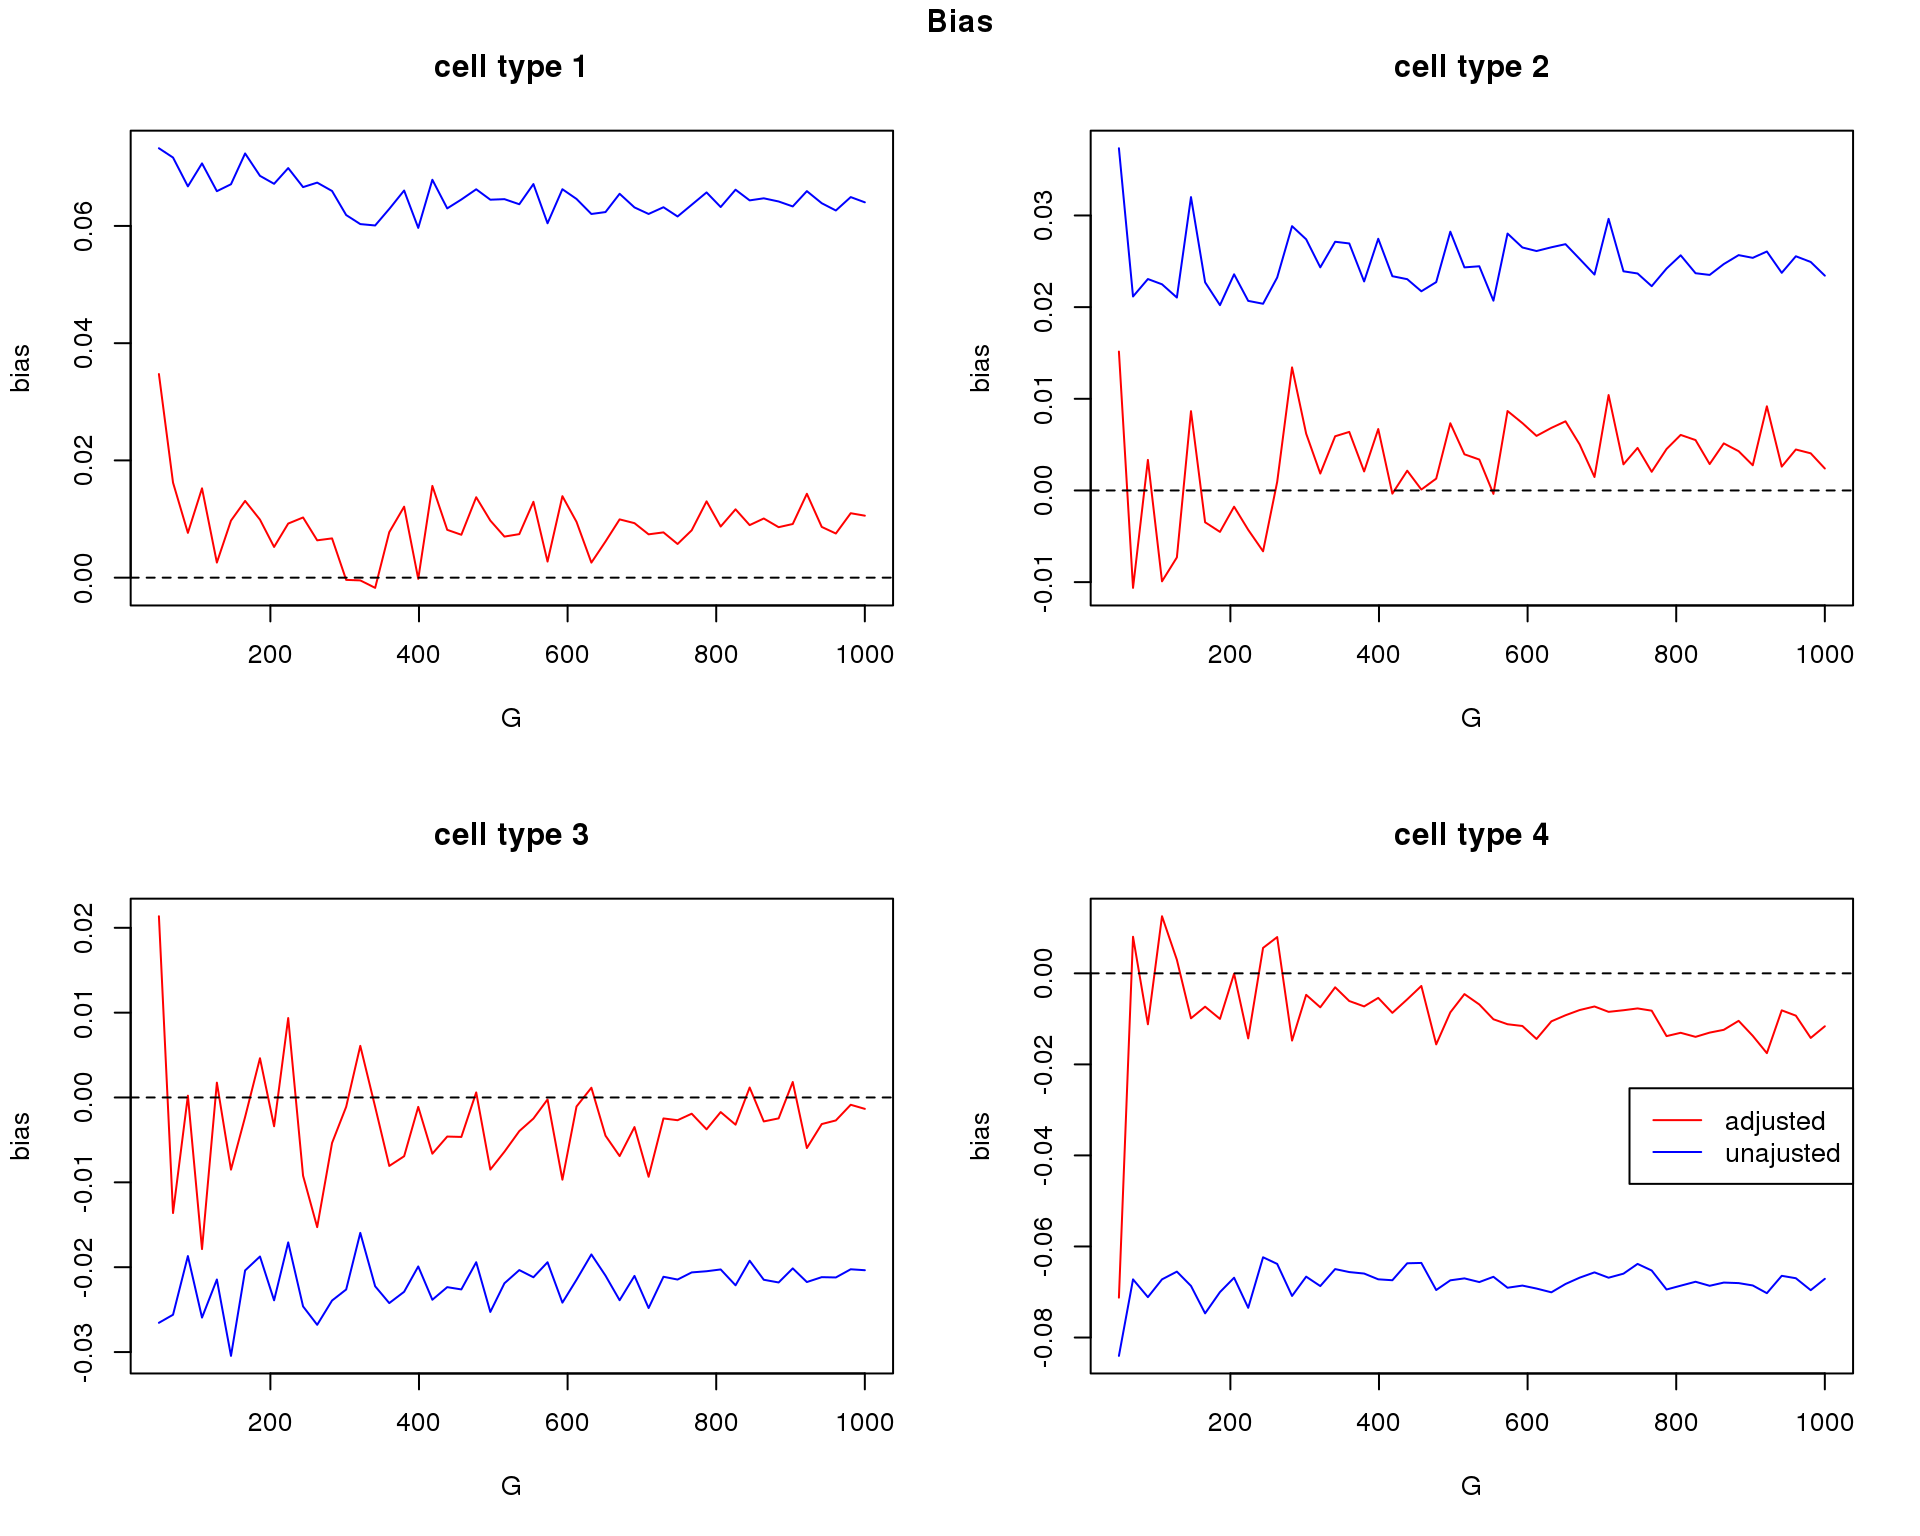 Bias
cell type 1
bias
0.00 0.02 0.04 0.06
200 400 600 800 1000
G
cell type 2
bias
-0.01 0.00 0.01 0.02 0.03
200 400 600 800 1000
G
cell type 3
bias
-0.03 -0.02 -0.01 0.00 0.01 0.02
200 400 600 800 1000
G
cell type 4
bias
-0.08 -0.06 -0.04 -0.02 0.00
adjusted
unajusted
200 400 600 800 1000
G